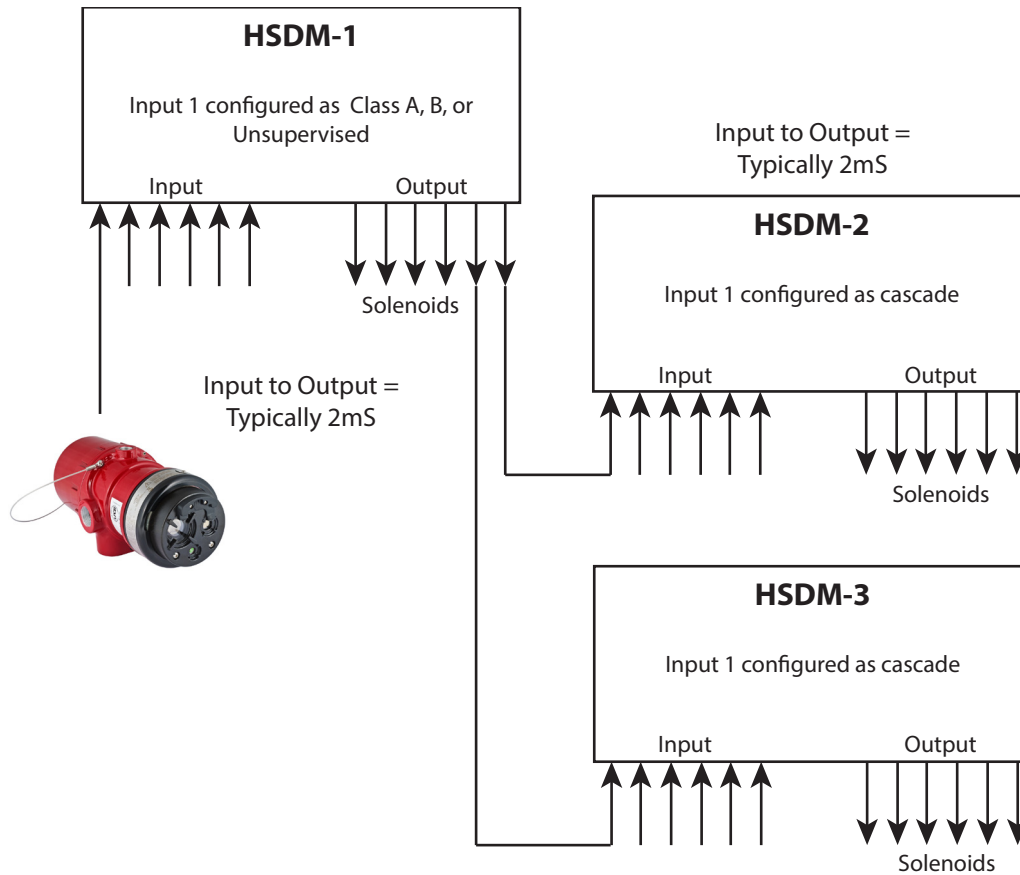 HSDM-1
Input 1 configured as Class A, B, or
Unsupervised
Input
Output
Solenoids
Input to Output =
Typically 2mS
Input to Output =
Typically 2mS
HSDM-2
Input 1 configured as cascade
Input
Output
Solenoids
HSDM-3
Input 1 configured as cascade
Input
Output
Solenoids